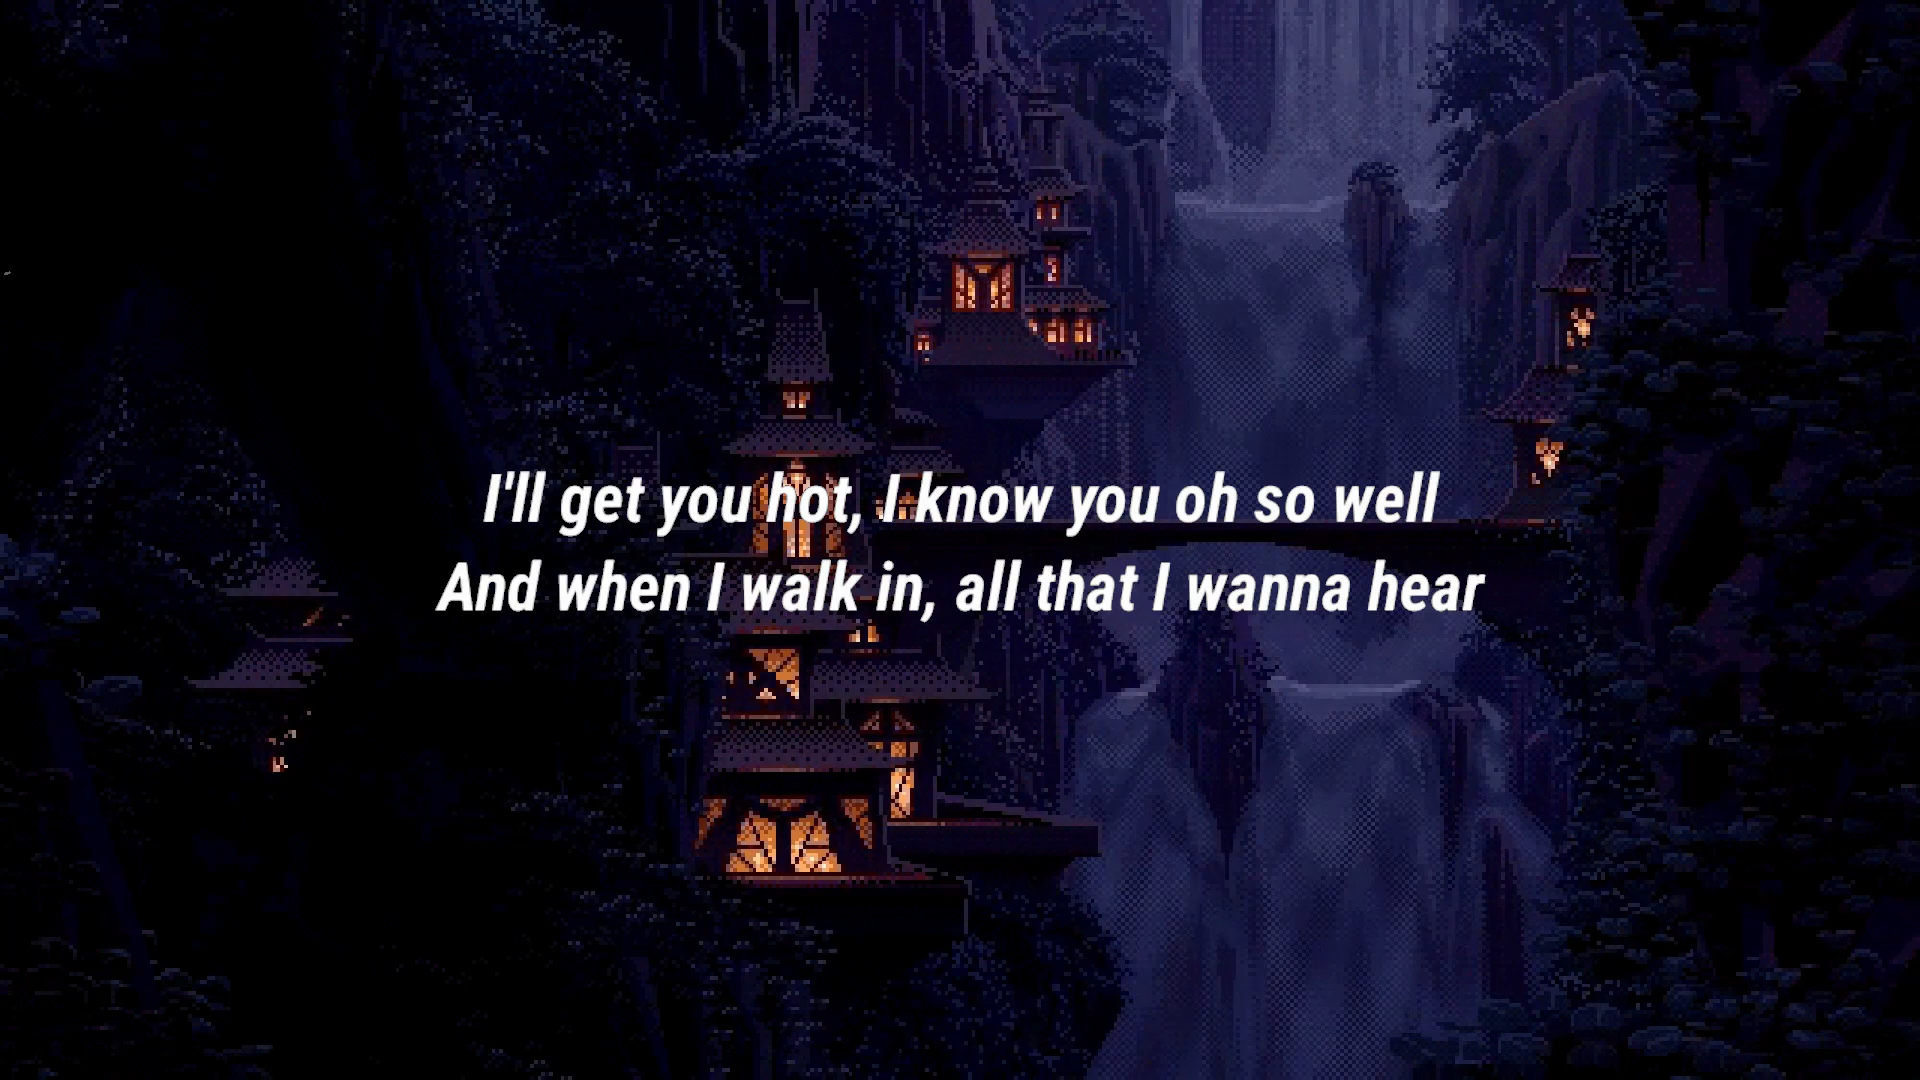 I'll get you hot, I know you oh so well
And when I walk in, all that I wanna hear